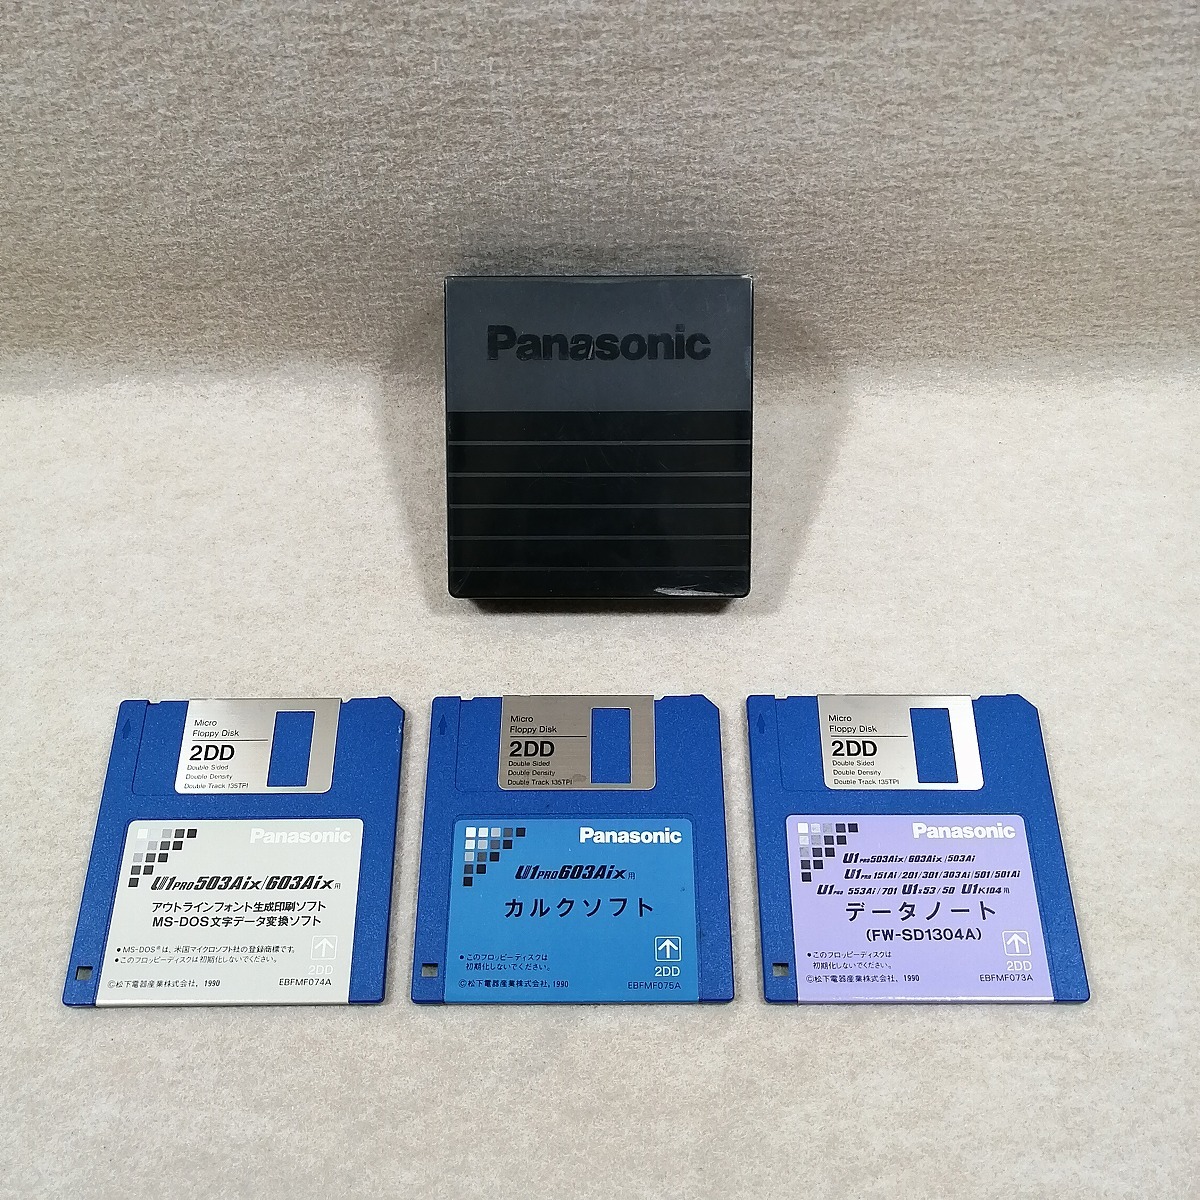 Panasonic
Micro
Floppy Disk
2DD
Double Sided
Double Density
Double Track 135TPI
Panasonic
U1PRO503Aix/603Aix用
アウトラインフォント生成印刷ソフト
MS-DOS文字データ変換ソフト
●MS-DOS®は、米国マイクロソフト社の登録商標です。
●このフロッピーディスクは初期化しないでください。
2DD
©松下電器産業株式会社, 1990
EBFMF074A
Micro
Floppy Disk
2DD
Double Sided
Double Density
Double Track 135TPI
Panasonic
U1PRO603Aix用
カルクソフト
●このフロッピーディスクは
初期化しないでください。
2DD
©松下電器産業株式会社, 1990
EBFMF075A
Micro
Floppy Disk
2DD
Double Sided
Double Density
Double Track 135TPI
Panasonic
U1PRO503Aix/603Aix/503Ai
U1PRO 151Ai/201/301/303Ai/501/501Ai
U1PRO 553Ai/701 U1s53/50 U1K104用
データノート
(FW-SD1304A)
●このフロッピーディスクは
初期化しないでください。
2DD
©松下電器産業株式会社, 1990
EBFMF073A